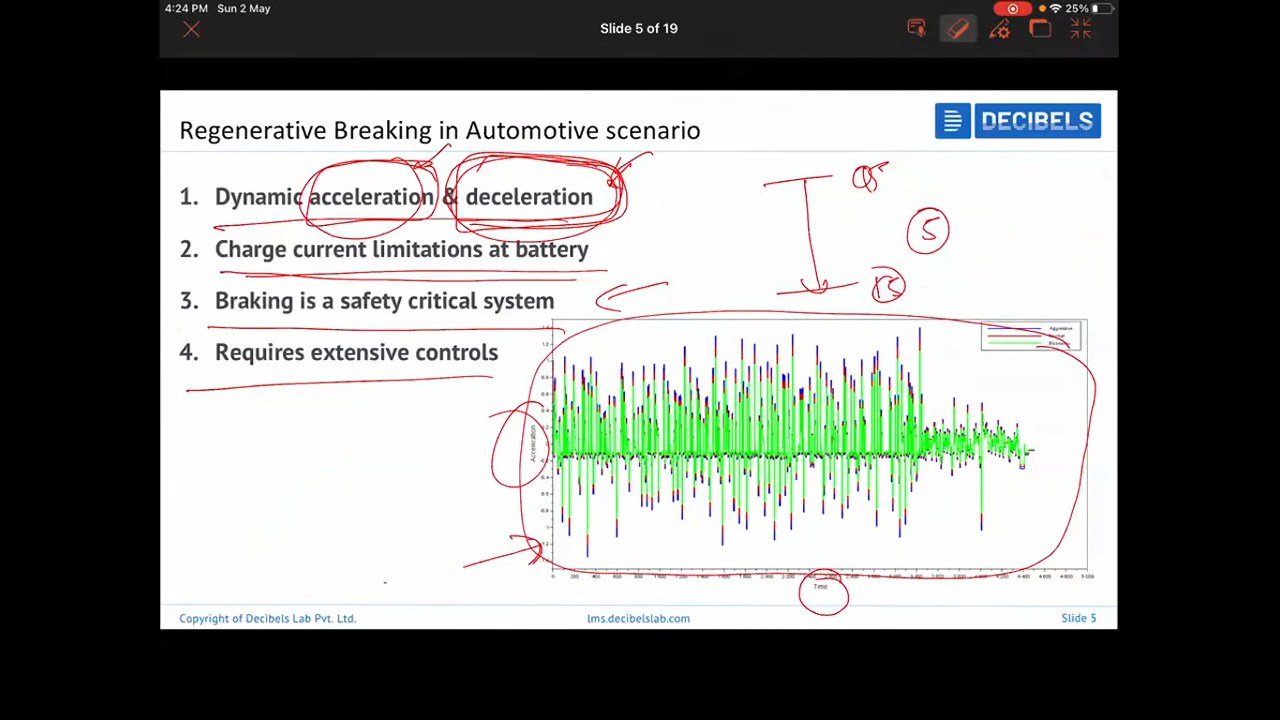 4:24 PM Sun 2 May
25%
Slide 5 of 19
DECIBELS
Regenerative Breaking in Automotive scenario
1. Dynamic acceleration & deceleration
2. Charge current limitations at battery
3. Braking is a safety critical system
4. Requires extensive controls
5
Aggressive
Acceleration
Time
Copyright of Decibels Lab Pvt. Ltd.
lms.decibelslab.com
Slide 5